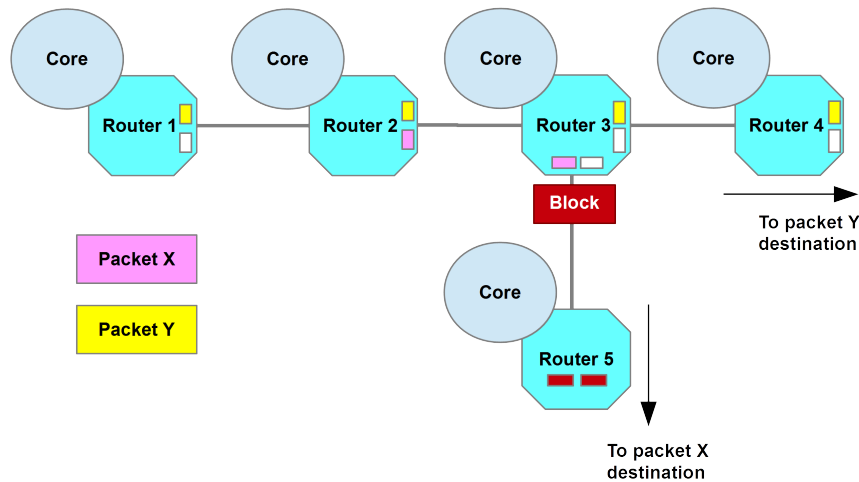 Core
Core
Core
Core
Router 1
Router 2
Router 3
Router 4
Block
To packet Y
destination
Packet X
Packet Y
Core
Router 5
To packet X
destination